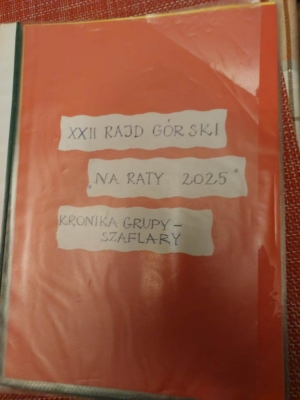 XXII RAJD GÓRSKI
„NA RATY 2025"
KRONIKA GRUPY –
SZAFLARY